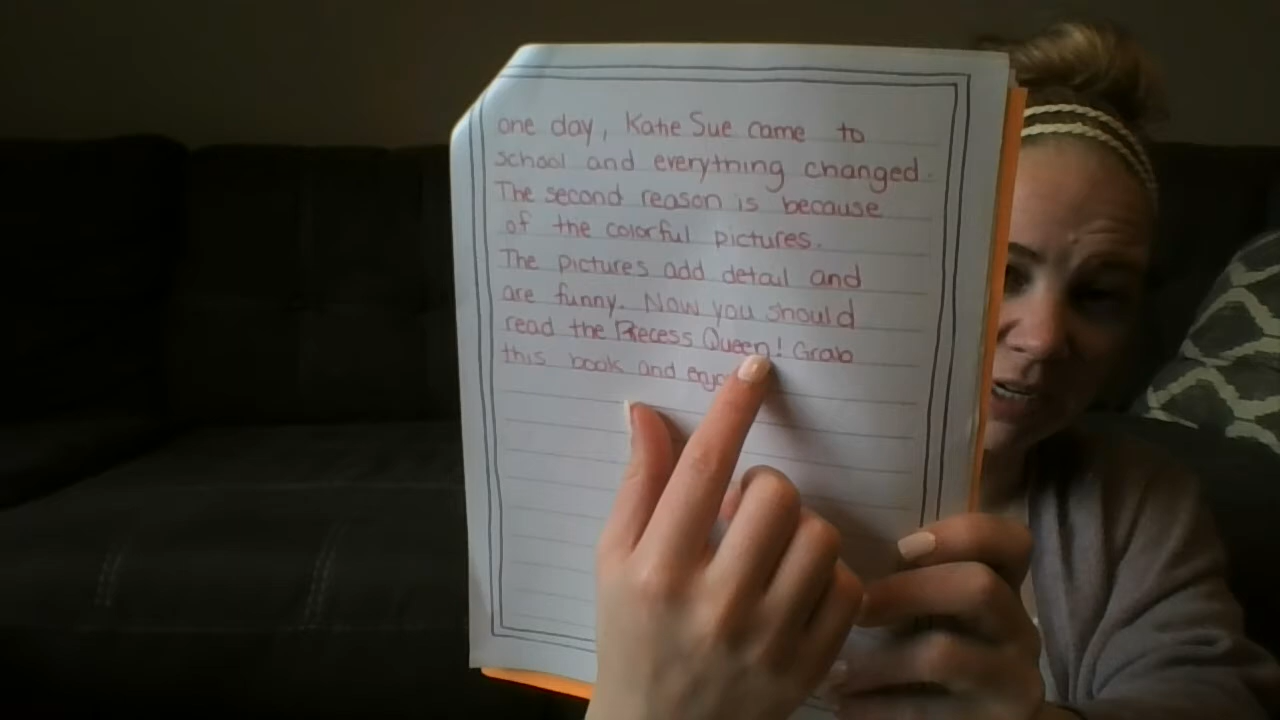 one day, Katie Sue came to
school and everything changed.
The second reason is because
of the colorful pictures.
The pictures add detail and
are funny. Now you should
read the Recess Queen! Grab
this book and